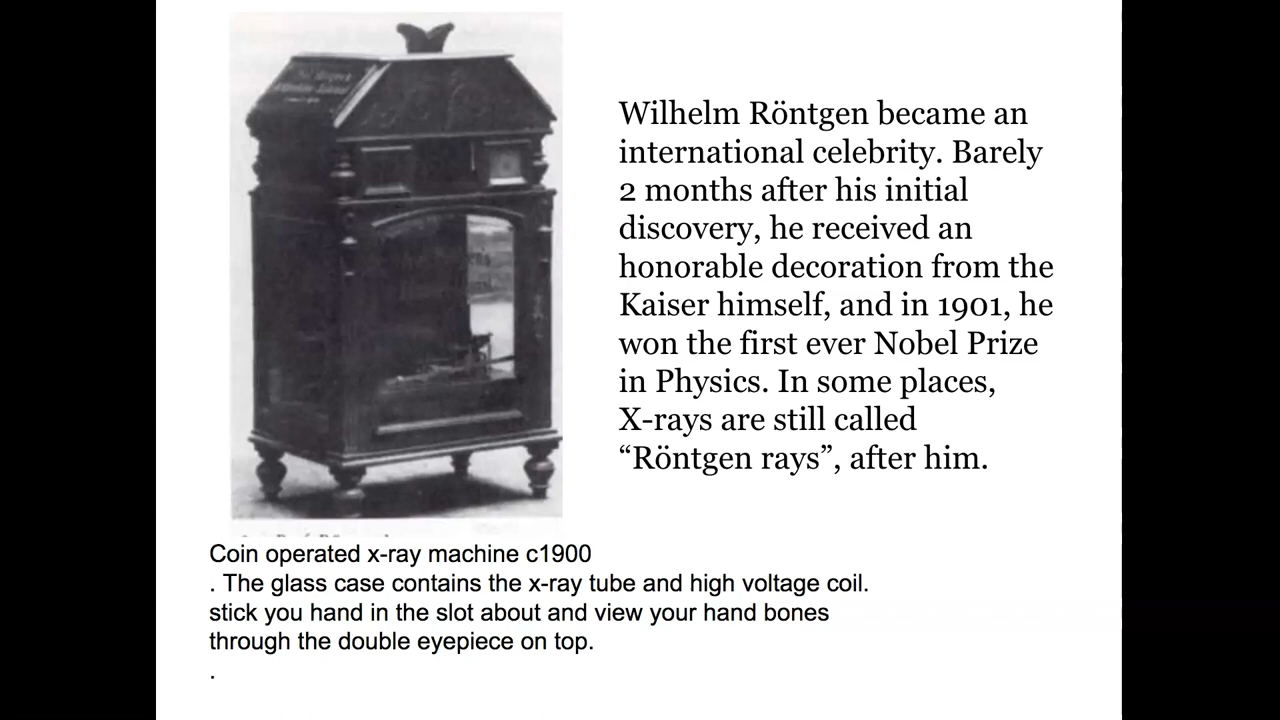 Wilhelm Röntgen became an
international celebrity. Barely
2 months after his initial
discovery, he received an
honorable decoration from the
Kaiser himself, and in 1901, he
won the first ever Nobel Prize
in Physics. In some places,
X-rays are still called
“Röntgen rays”, after him.
Coin operated x-ray machine c1900
. The glass case contains the x-ray tube and high voltage coil.
stick you hand in the slot about and view your hand bones
through the double eyepiece on top.
.